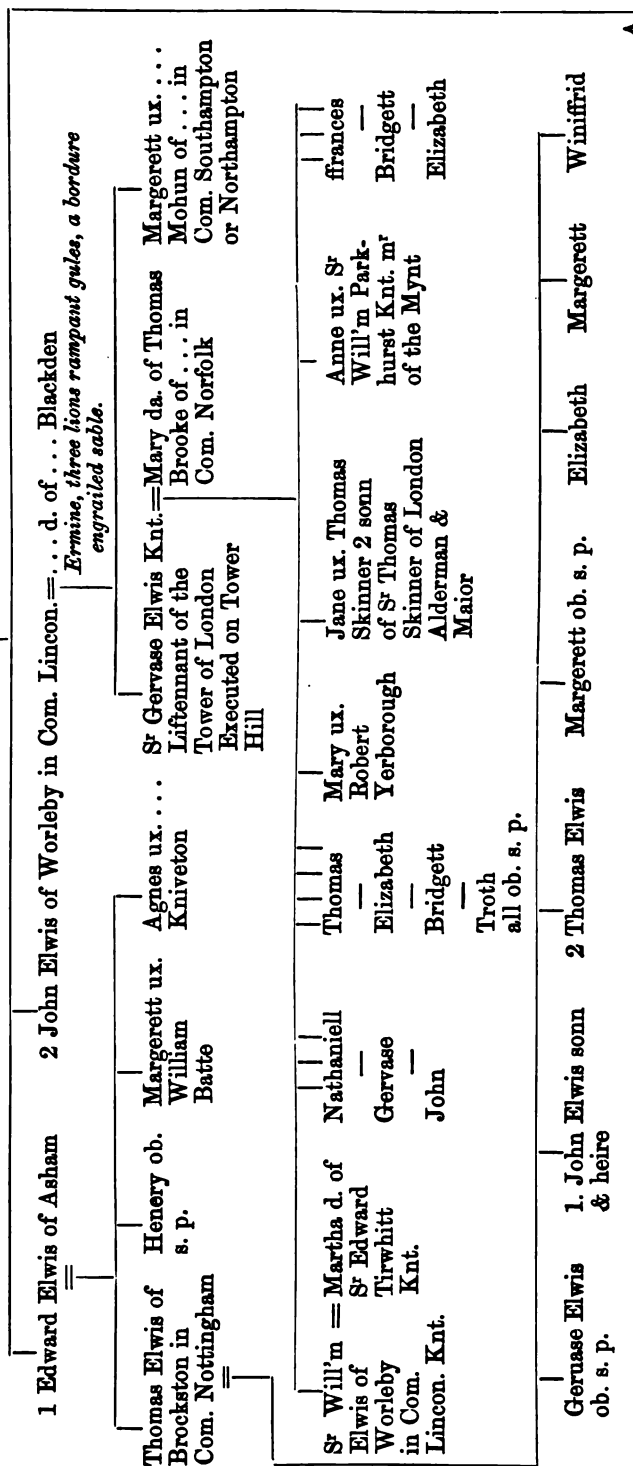 1 Edward Elwis of Asham
2 John Elwis of Worleby in Com. Lincon.=... d. of ... Blackden
Ermine, three lions rampant gules, a bordure
engrailed sable.
Thomas Elwis of
Brockston in
Com. Nottingham
Henery ob.
s. p.
Margerett ux.
William
Batte
Agnes ux....
Kniveton
Sr Gervase Elwis Knt.=Mary da. of Thomas
Liftennant of the
Tower of London
Executed on Tower
Hill
Brooke of ... in
Com. Norfolk
Margerett ux. ....
Mohun of .... in
Com. Southampton
or Northampton
Sr Will'm = Martha d. of
Elwis of
Worleby
in Com.
Lincon. Knt.
Sr Edward
Tirwhitt
Knt.
Nathaniell
—
Gervase
—
John
Thomas
—
Elizabeth
—
Bridgett
—
Troth
all ob. s. p.
Mary ux.
Robert
Yerborough
Jane ux. Thomas
Skinner 2 sonn
of Sr Thomas
Skinner of London
Alderman &
Maior
Anne ux. Sr
Will'm Park-
hurst Knt. mr
of the Mynt
ffrances
—
Bridgett
—
Elizabeth
Geruase Elwis
ob. s. p.
1. John Elwis sonn
& heire
2 Thomas Elwis
Margerett ob. s. p.
Elizabeth
Margerett
Winiffrid
A